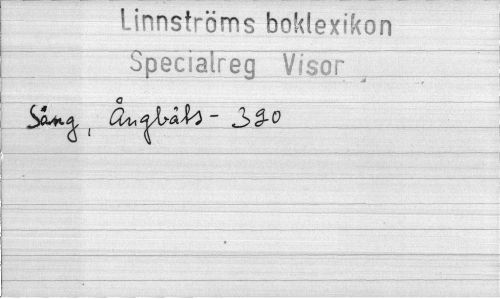 Linnströms boklexikon
Specialreg Visor
Sång, Ångbåts- 390